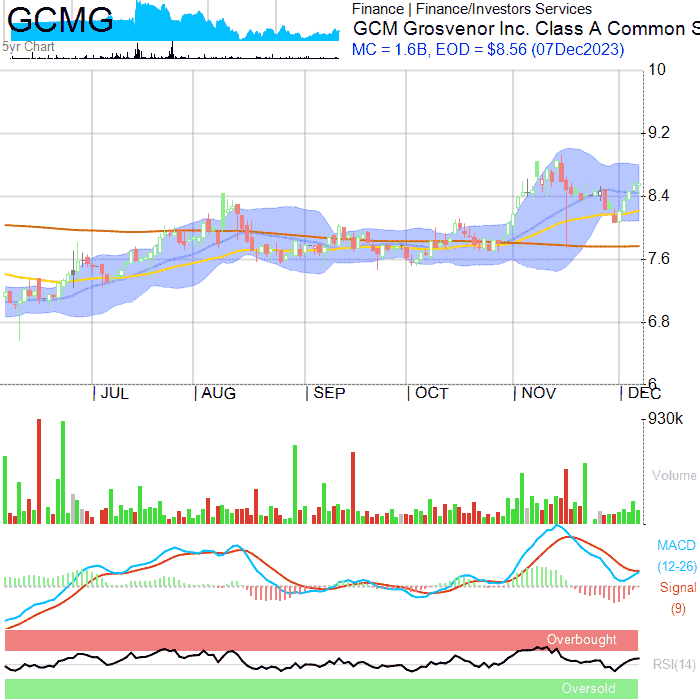 GCMG
5yr Chart
Finance | Finance/Investors Services
GCM Grosvenor Inc. Class A Common S
MC = 1.6B, EOD = $8.56 (07Dec2023)
10
9.2
8.4
7.6
6.8
6
JUL AUG SEP OCT NOV DEC
930k
Volume
MACD
(12-26)
Signal
(9)
Overbought
RSI(14)
Oversold